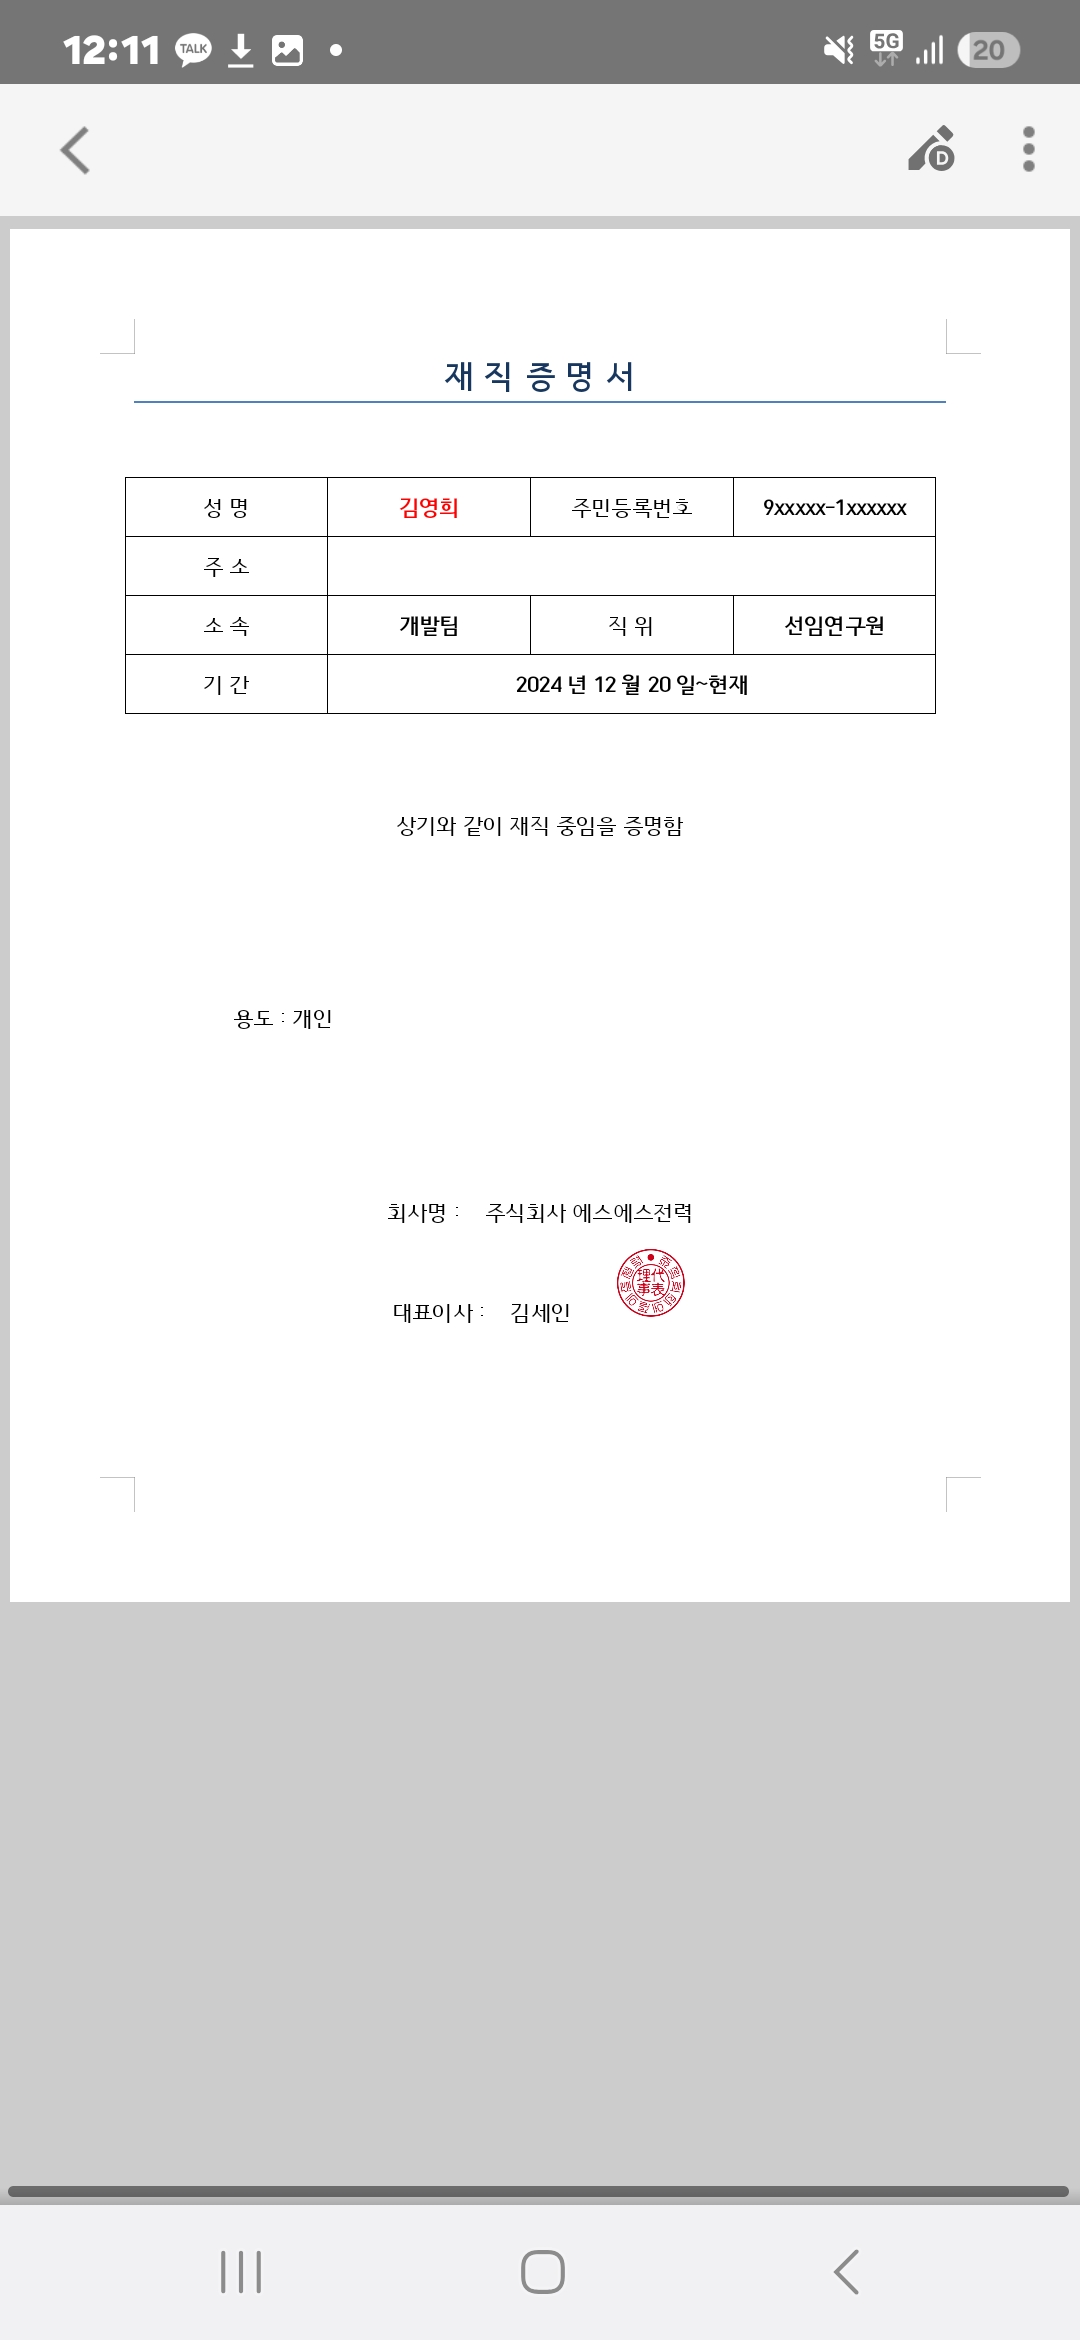 12:11 TALK 5G 20
D
재 직 증 명 서
성 명 김영희 주민등록번호 9xxxxx-1xxxxxx
주 소
소 속 개발팀 직 위 선임연구원
기 간 2024 년 12 월 20 일~현재
상기와 같이 재직 중임을 증명함
용도 : 개인
회사명 : 주식회사 에스에스전력
대표이사 : 김세인
代表理事